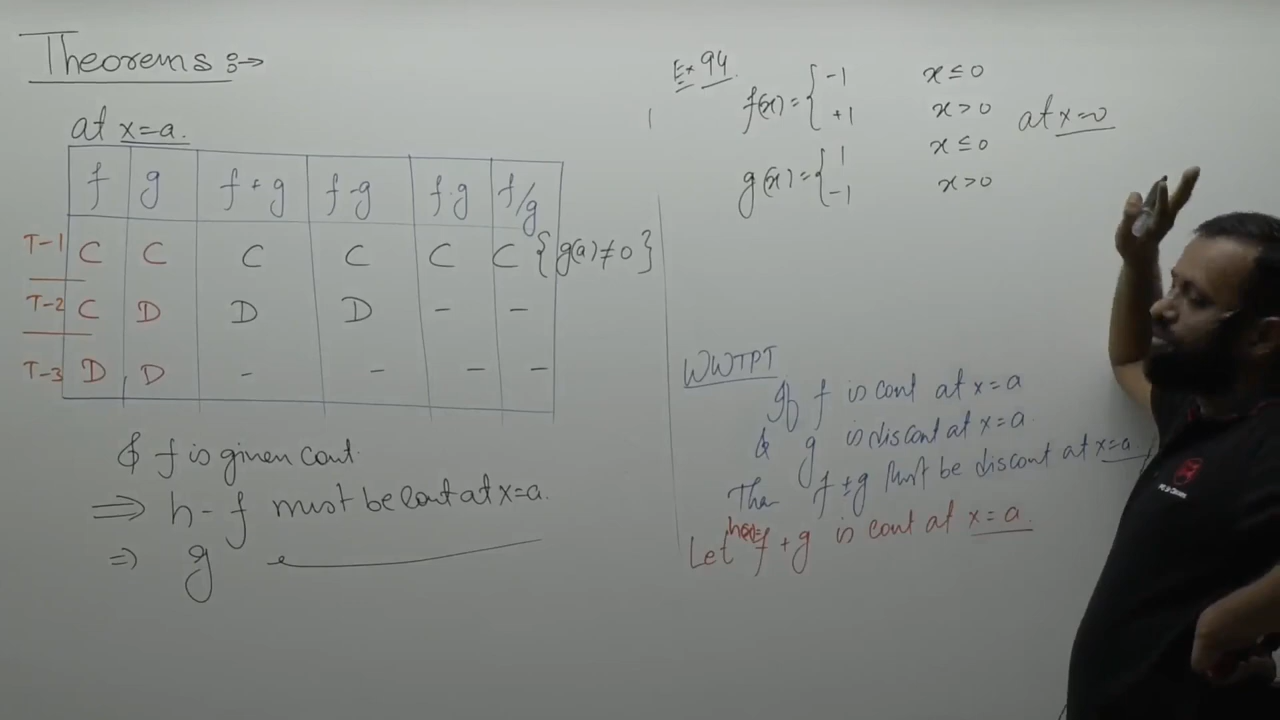 Theorems :→
at x=a.
f g f+g f-g f·g f/g
T-1 C C C C C C {g(a)≠0}
T-2 C D D D - -
T-3 D D - - - -
& f is given cont.
⇒ h-f must be cont at x=a.
⇒ g
Ex 94.
f(x)={ -1 x≤0
+1 x>0
at x=0
g(x)={ 1 x≤0
-1 x>0
WWTPT
If f is cont at x=a
& g is discont at x=a.
Then f±g Must be discont at x=a.
Let f+g is cont at x=a.